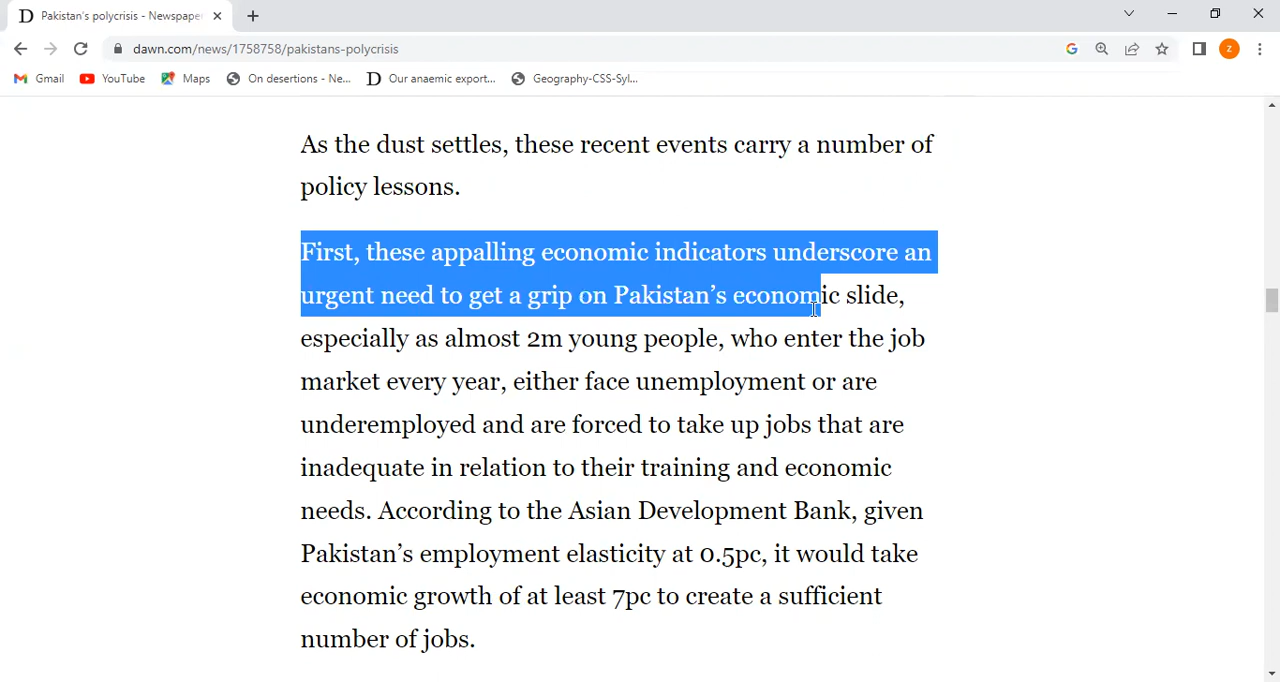 Pakistan's polycrisis - Newspaper
dawn.com/news/1758758/pakistans-polycrisis
Z
Gmail
YouTube
Maps
On desertions - Ne...
Our anaemic export...
Geography-CSS-Syl...
As the dust settles, these recent events carry a number of
policy lessons.
First, these appalling economic indicators underscore an
urgent need to get a grip on Pakistan’s economic slide,
especially as almost 2m young people, who enter the job
market every year, either face unemployment or are
underemployed and are forced to take up jobs that are
inadequate in relation to their training and economic
needs. According to the Asian Development Bank, given
Pakistan’s employment elasticity at 0.5pc, it would take
economic growth of at least 7pc to create a sufficient
number of jobs.